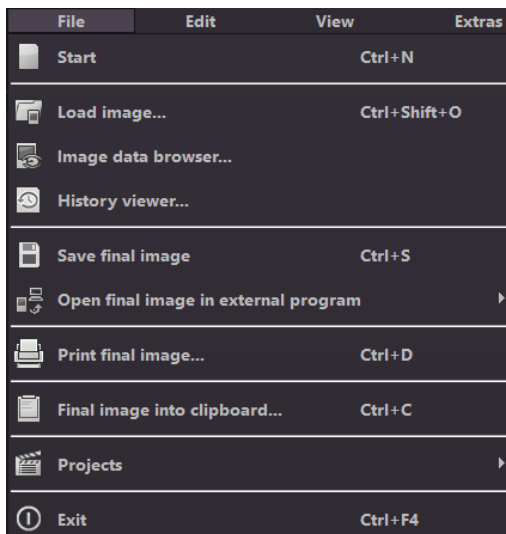 File Edit View Extras
Start Ctrl+N
Load image... Ctrl+Shift+O
Image data browser...
History viewer...
Save final image Ctrl+S
Open final image in external program
Print final image... Ctrl+D
Final image into clipboard... Ctrl+C
Projects
Exit Ctrl+F4